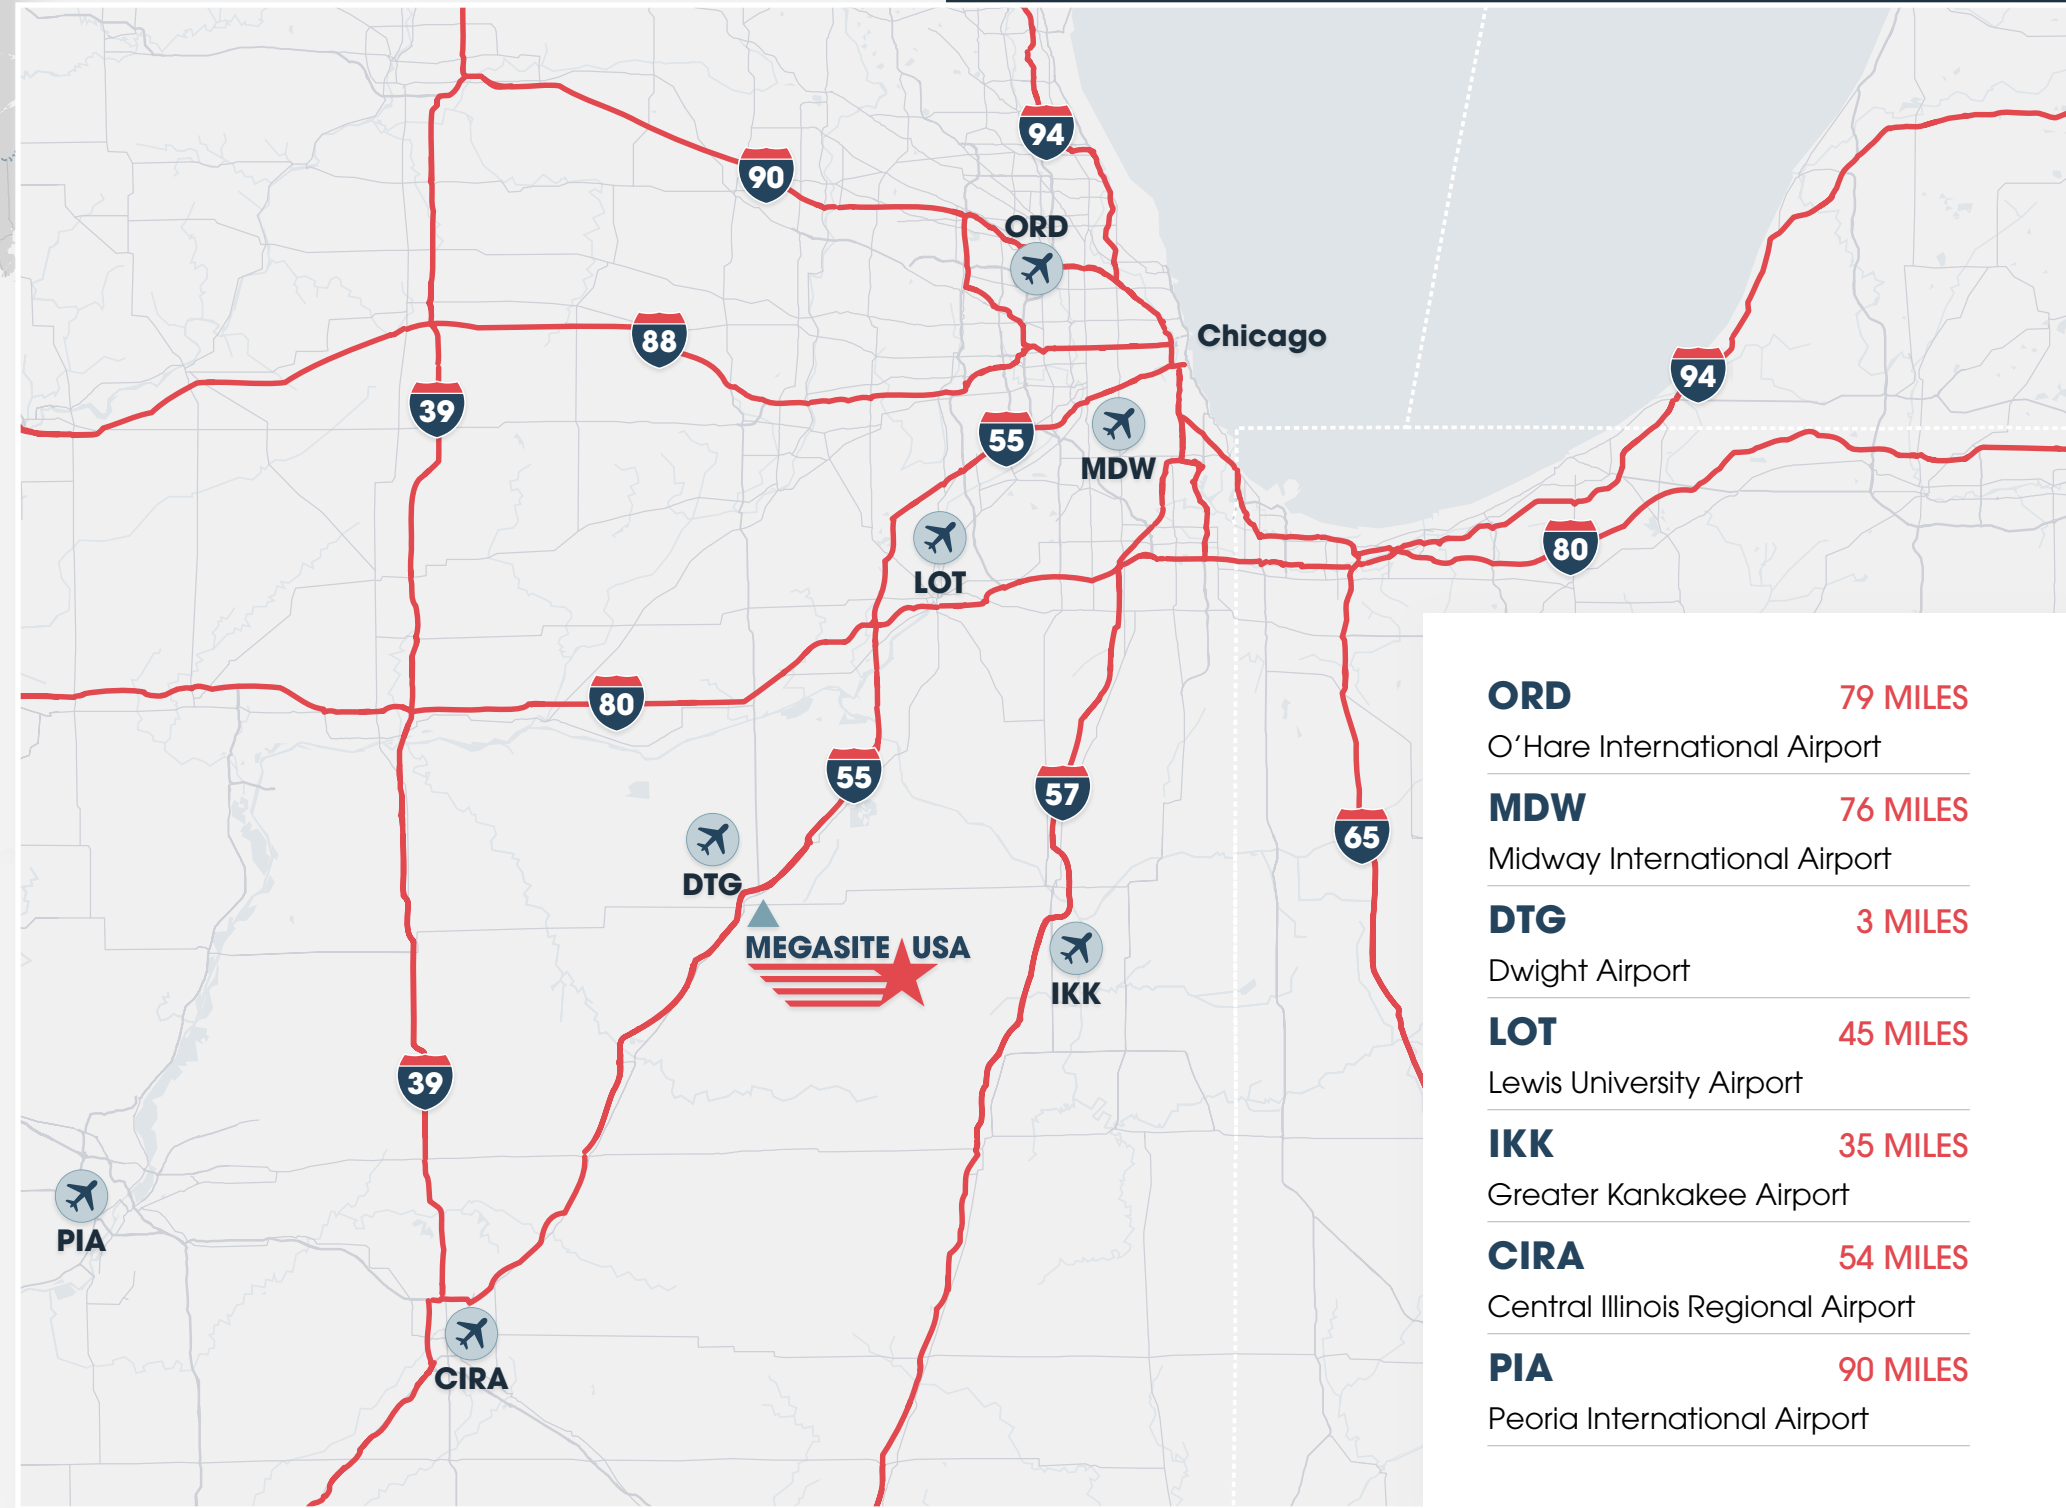 94
90
ORD
Chicago
88
94
39
55
MDW
80
LOT
80
55
57
65
DTG
MEGASITE USA
IKK
39
PIA
CIRA
ORD 79 MILES
O'Hare International Airport
MDW 76 MILES
Midway International Airport
DTG 3 MILES
Dwight Airport
LOT 45 MILES
Lewis University Airport
IKK 35 MILES
Greater Kankakee Airport
CIRA 54 MILES
Central Illinois Regional Airport
PIA 90 MILES
Peoria International Airport